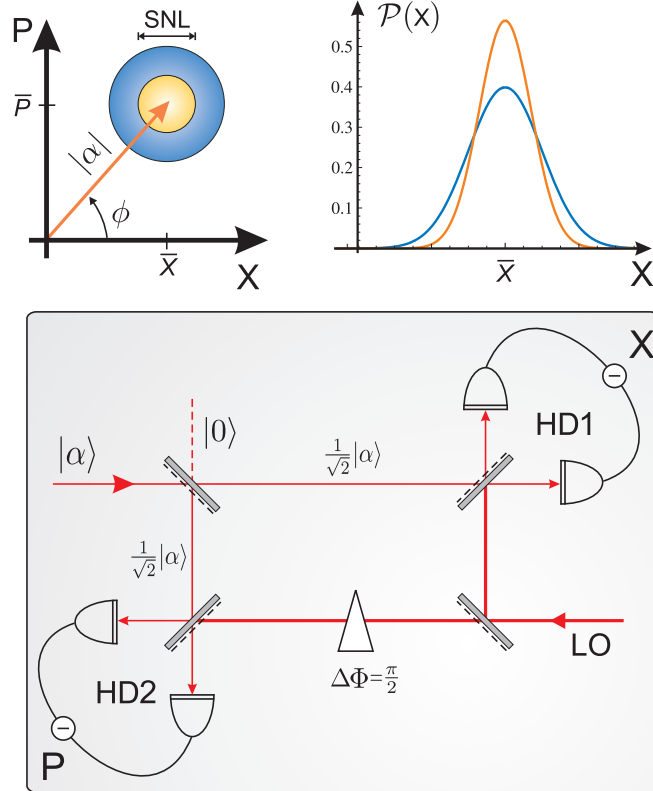 P
SNL
P̅
|α|
ϕ
X̅
X
𝒫(X)
0.5
0.4
0.3
0.2
0.1
X̅
X
X
HD1
|0⟩
|α⟩
1/√2 |α⟩
1/√2 |α⟩
LO
ΔΦ=π/2
HD2
P